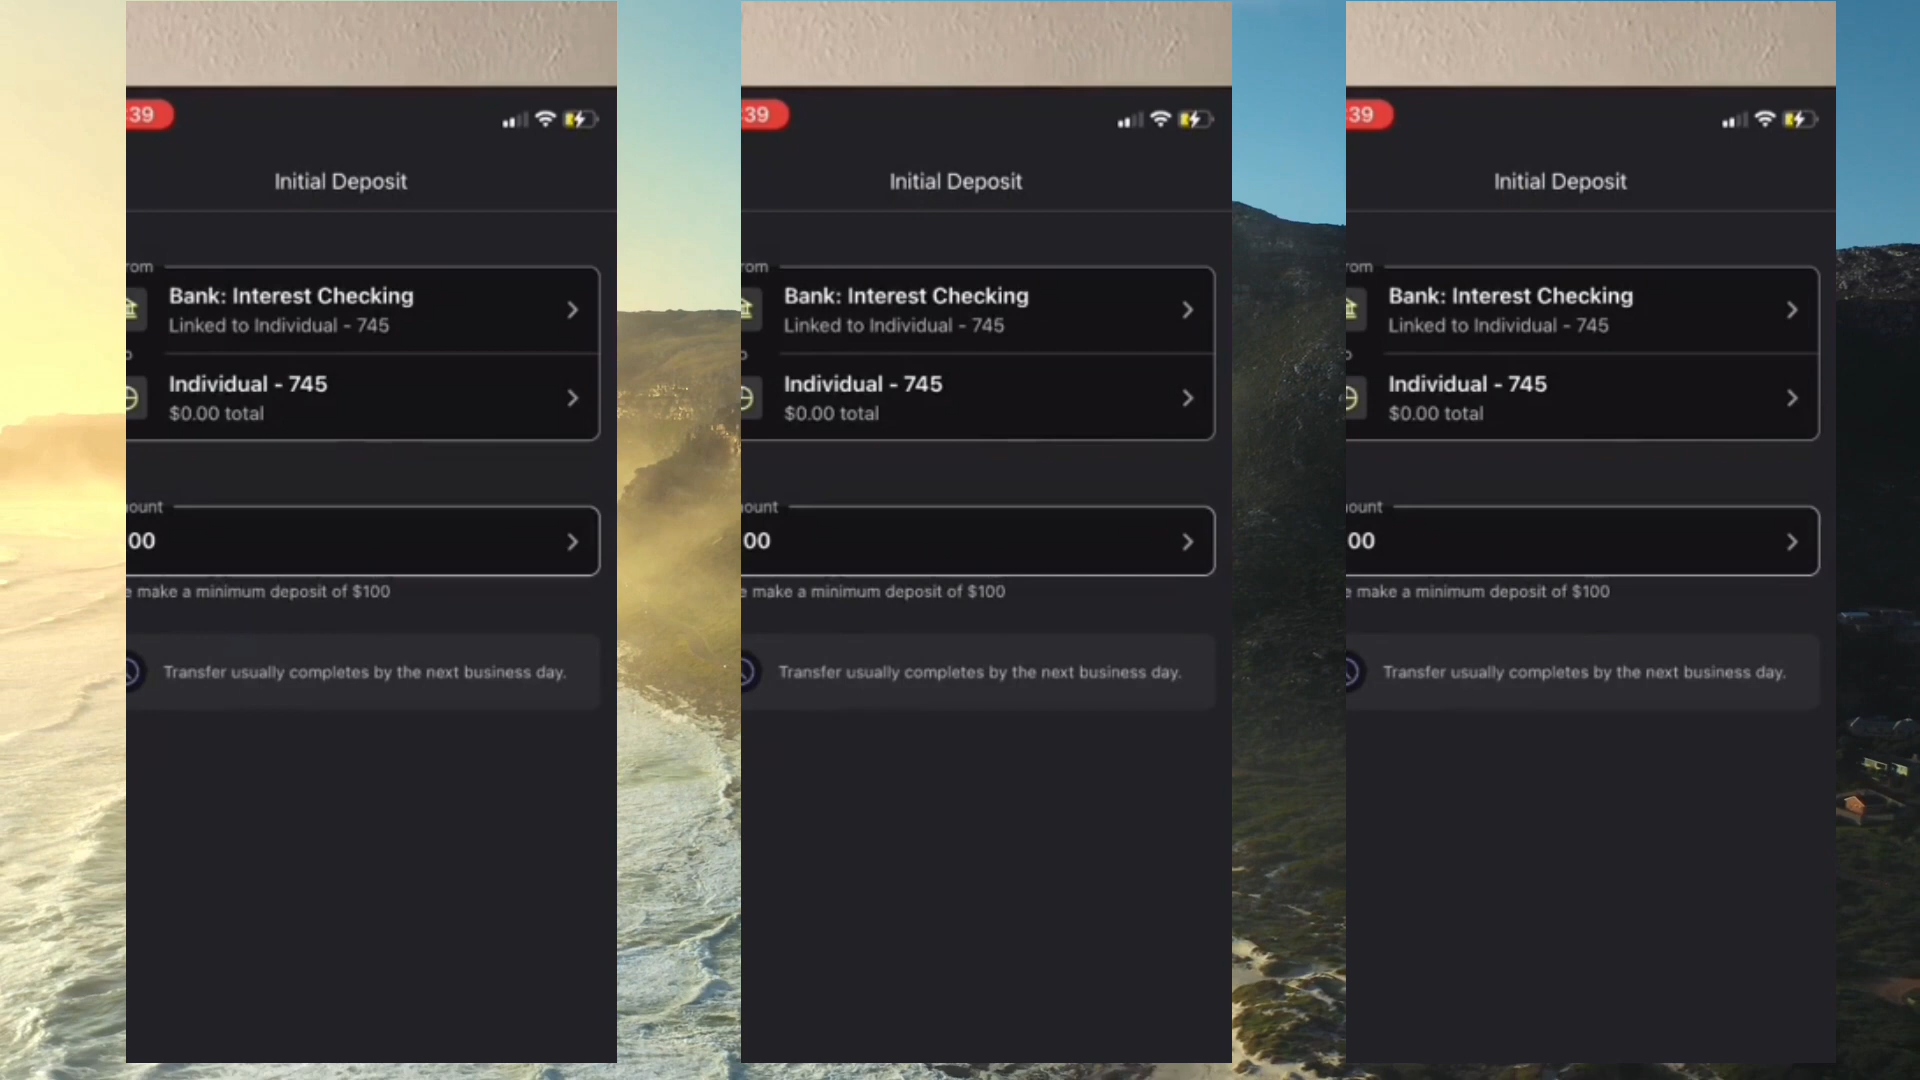 :39
Initial Deposit
rom
Bank: Interest Checking
Linked to Individual - 745
Individual - 745
$0.00 total
ount
00
e make a minimum deposit of $100
Transfer usually completes by the next business day.
39
Initial Deposit
rom
Bank: Interest Checking
Linked to Individual - 745
Individual - 745
$0.00 total
ount
00
make a minimum deposit of $100
Transfer usually completes by the next business day.
:39
Initial Deposit
rom
Bank: Interest Checking
Linked to Individual - 745
Individual - 745
$0.00 total
ount
00
e make a minimum deposit of $100
Transfer usually completes by the next business day.